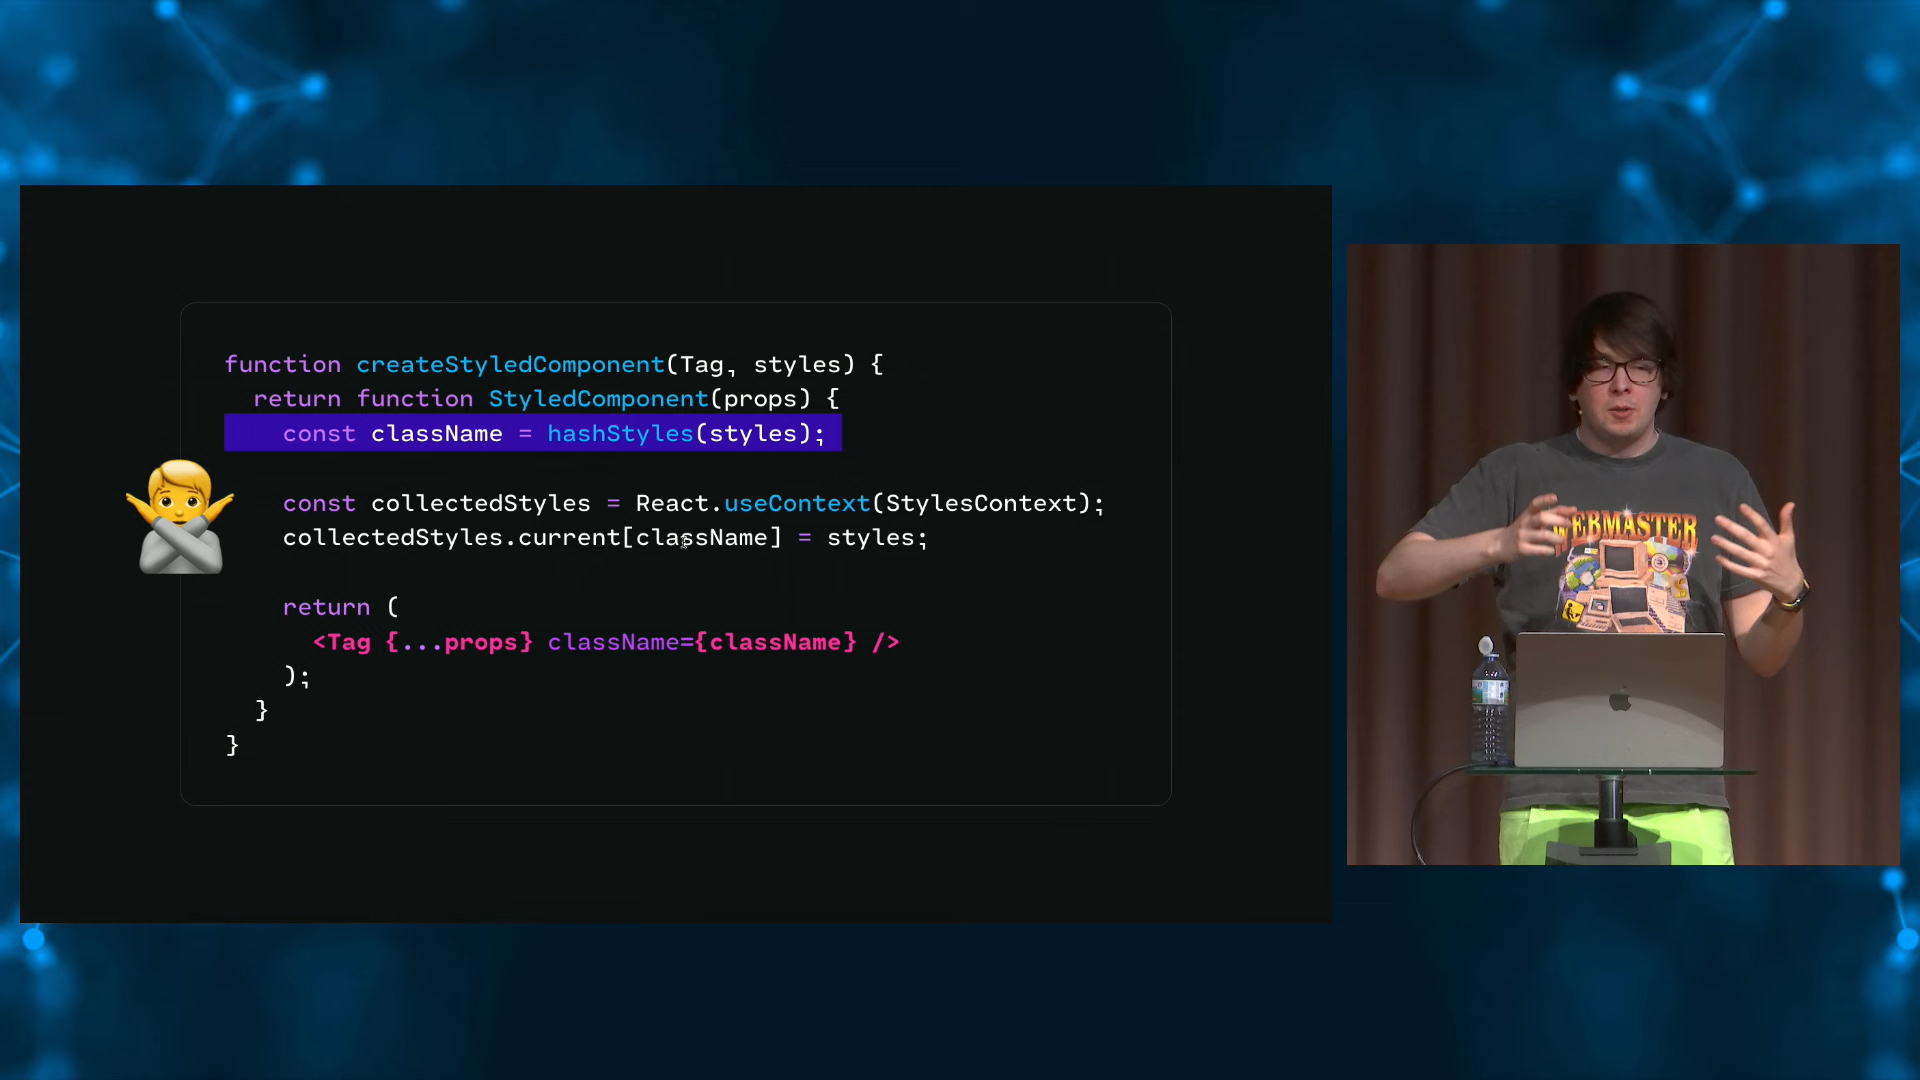 function createStyledComponent(Tag, styles) {
return function StyledComponent(props) {
const className = hashStyles(styles);
const collectedStyles = React.useContext(StylesContext);
collectedStyles.current[className] = styles;
return (
<Tag {...props} className={className} />
);
}
}
WEBMASTER